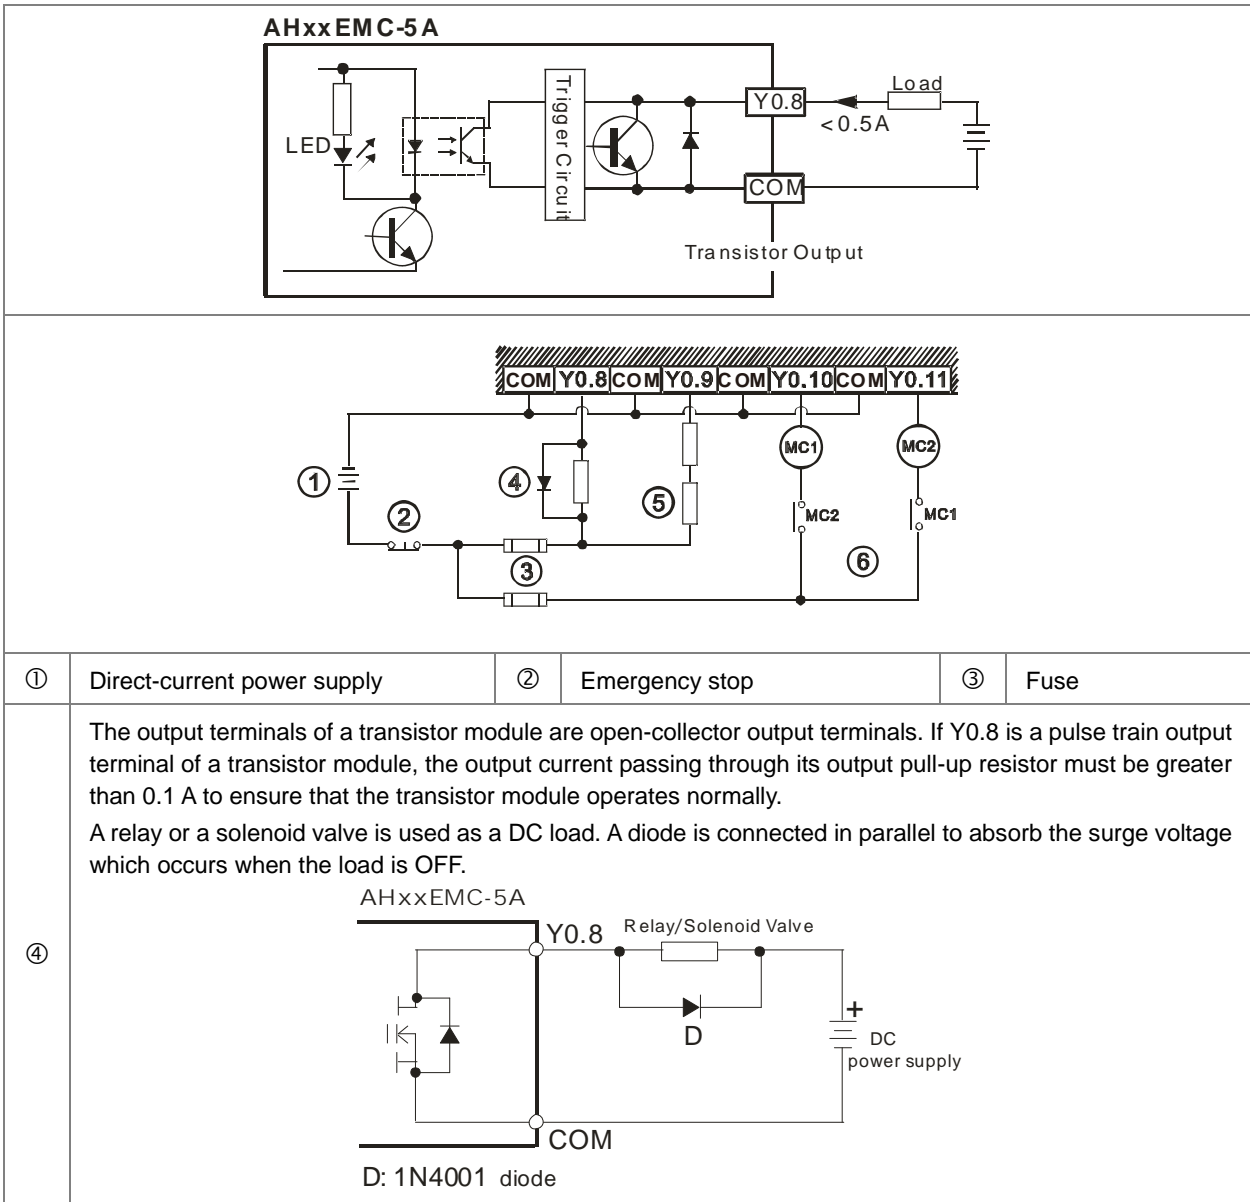 AHxxEMC-5A
LED
Trigger Circuit
Y0.8
Load
<0.5A
COM
Transistor Output
COM Y0.8 COM Y0.9 COM Y0.10 COM Y0.11
MC1 MC2
① ④ ⑤
② MC2 MC1
③ ⑥
① Direct-current power supply ② Emergency stop ③ Fuse
The output terminals of a transistor module are open-collector output terminals. If Y0.8 is a pulse train output
terminal of a transistor module, the output current passing through its output pull-up resistor must be greater
than 0.1 A to ensure that the transistor module operates normally.
A relay or a solenoid valve is used as a DC load. A diode is connected in parallel to absorb the surge voltage
which occurs when the load is OFF.
④
AHxxEMC-5A
Y0.8 Relay/Solenoid Valve
D
+
DC
power supply
COM
D: 1N4001 diode